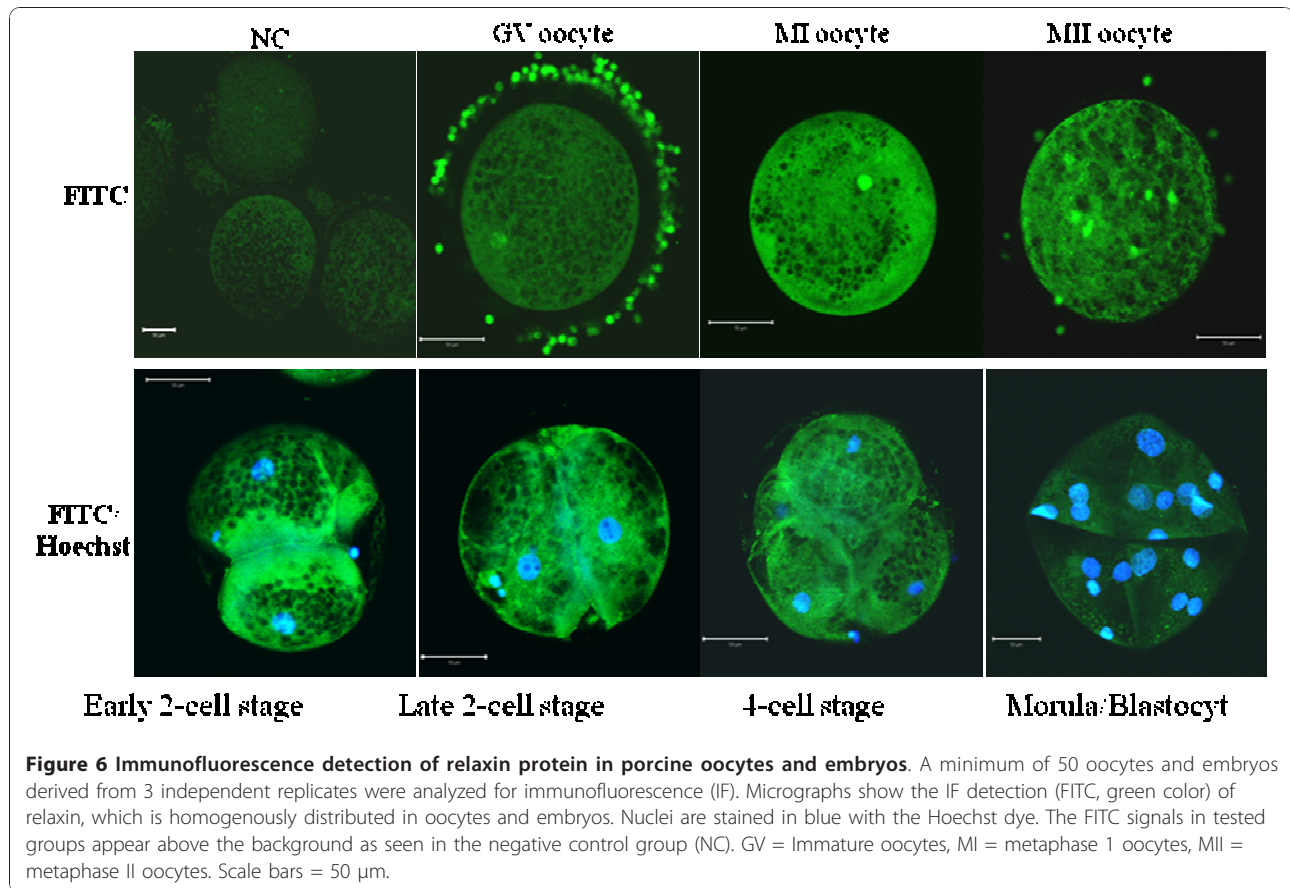 NC GV oocyte MI oocyte MII oocyte
FITC
FITC/
Hoechst
Early 2-cell stage Late 2-cell stage 4-cell stage Morula/Blastocyt
Figure 6 Immunofluorescence detection of relaxin protein in porcine oocytes and embryos. A minimum of 50 oocytes and embryos
derived from 3 independent replicates were analyzed for immunofluorescence (IF). Micrographs show the IF detection (FITC, green color) of
relaxin, which is homogenously distributed in oocytes and embryos. Nuclei are stained in blue with the Hoechst dye. The FITC signals in tested
groups appear above the background as seen in the negative control group (NC). GV = Immature oocytes, MI = metaphase 1 oocytes, MII =
metaphase II oocytes. Scale bars = 50 μm.